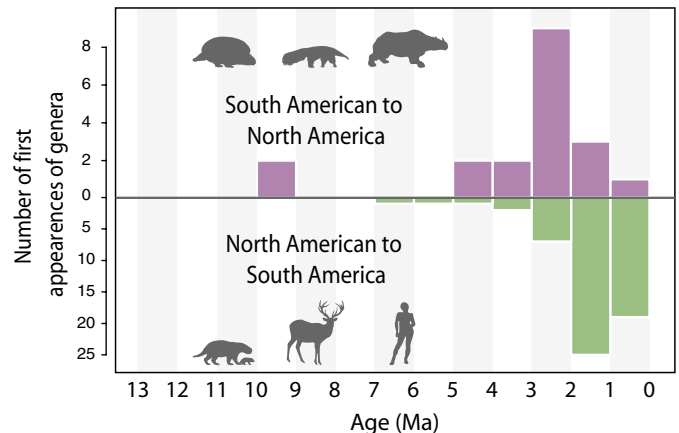 Number of first
appearences of genera
8
6
4
2
0
5
10
15
20
25
South American to
North America
North American to
South America
13 12 11 10 9 8 7 6 5 4 3 2 1 0
Age (Ma)